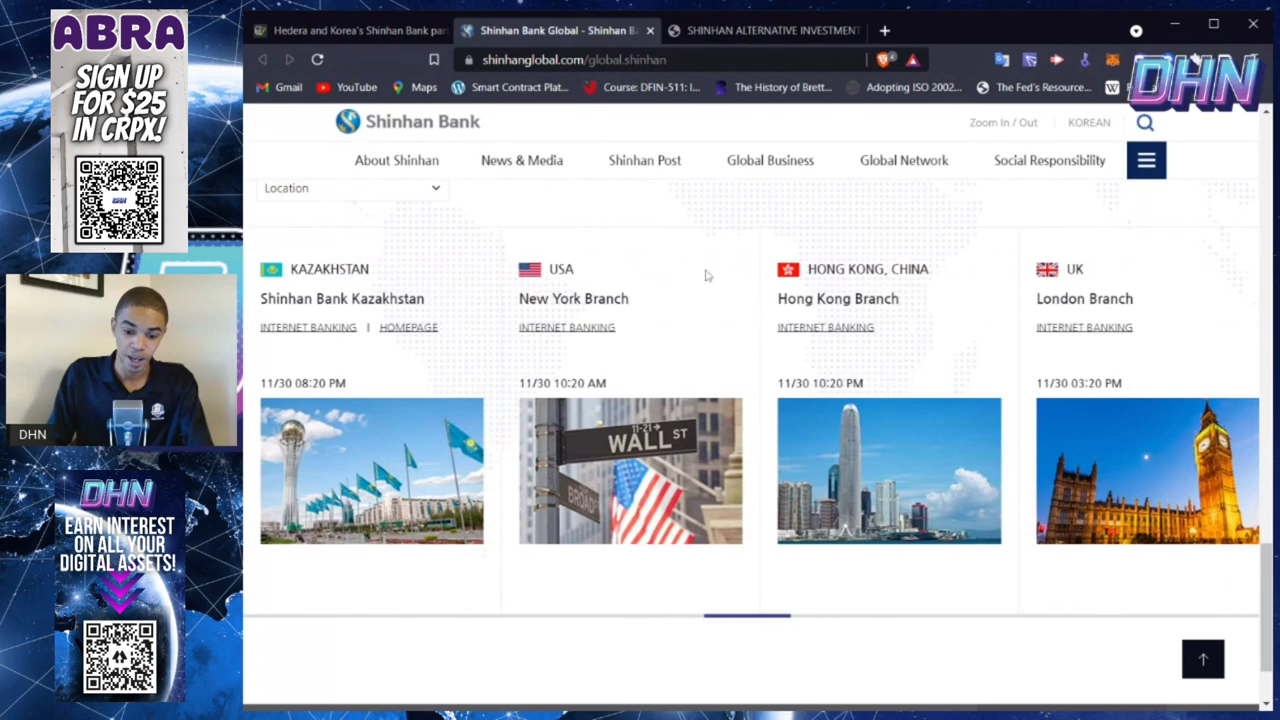 ABRA
SIGN UP
FOR $25
IN CRPX!
DHN
DHN
DHN
EARN INTEREST
ON ALL YOUR
DIGITAL ASSETS!
Hedera and Korea's Shinhan Bank par
Shinhan Bank Global - Shinhan B
SHINHAN ALTERNATIVE INVESTMENT
shinhanglobal.com/global.shinhan
Gmail
YouTube
Maps
Smart Contract Plat...
Course: DFIN-511: I...
The History of Brett...
Adopting ISO 2002...
The Fed's Resource...
W
DHN
Shinhan Bank
Zoom In / Out
KOREAN
About Shinhan
News & Media
Shinhan Post
Global Business
Global Network
Social Responsibility
Location
KAZAKHSTAN
Shinhan Bank Kazakhstan
INTERNET BANKING | HOMEPAGE
11/30 08:20 PM
USA
New York Branch
INTERNET BANKING
11/30 10:20 AM
11-21→
WALL ST
BROAD
HONG KONG, CHINA
Hong Kong Branch
INTERNET BANKING
11/30 10:20 PM
UK
London Branch
INTERNET BANKING
11/30 03:20 PM